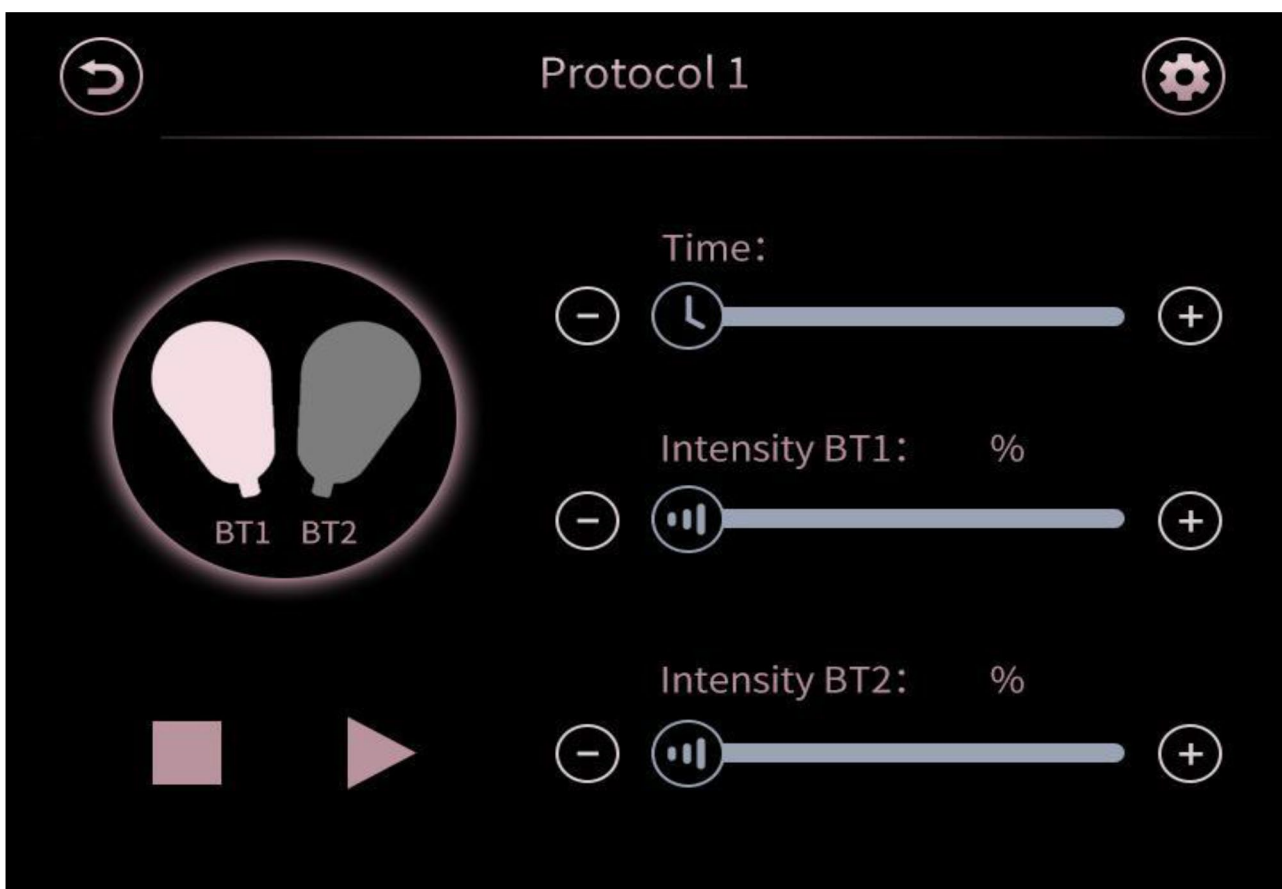 Protocol 1
Time:
Intensity BT1: %
BT1 BT2
Intensity BT2: %